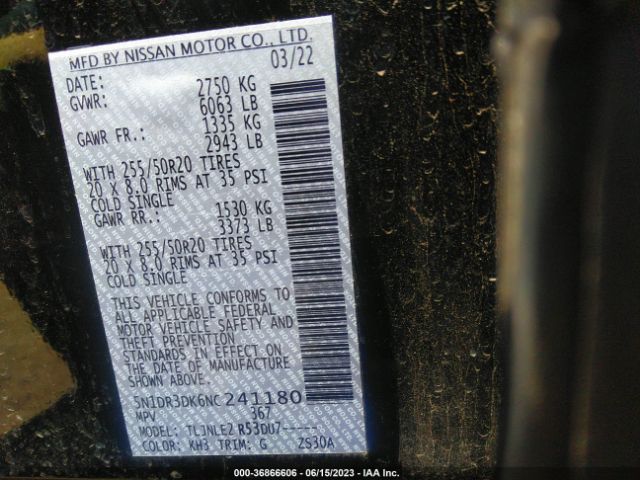 MFD BY NISSAN MOTOR CO., LTD.
03/22
DATE: 2750 KG
GVWR: 6063 LB
1335 KG
GAWR FR.: 2943 LB
WITH 255/50R20 TIRES
20 X 8.0 RIMS AT 35 PSI
COLD SINGLE
GAWR RR.: 1530 KG
3373 LB
WITH 255/50R20 TIRES
20 X 8.0 RIMS AT 35 PSI
COLD SINGLE
THIS VEHICLE CONFORMS TO
ALL APPLICABLE FEDERAL
MOTOR VEHICLE SAFETY AND
THEFT PREVENTION
STANDARDS IN EFFECT ON
THE DATE OF MANUFACTURE
SHOWN ABOVE.
5N1DR3DK6NC241180
MPV 367
MODEL: TLJNLE2 R53DU7-----
COLOR: KH3 TRIM: G ZS30A
000-36866606 - 06/15/2023 - IAA Inc.